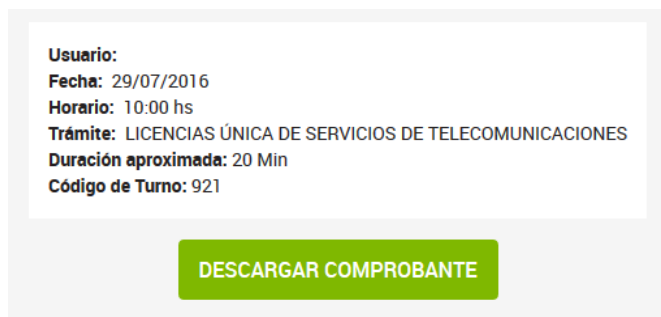 Usuario:
Fecha: 29/07/2016
Horario: 10:00 hs
Trámite: LICENCIAS ÚNICA DE SERVICIOS DE TELECOMUNICACIONES
Duración aproximada: 20 Min
Código de Turno: 921
DESCARGAR COMPROBANTE